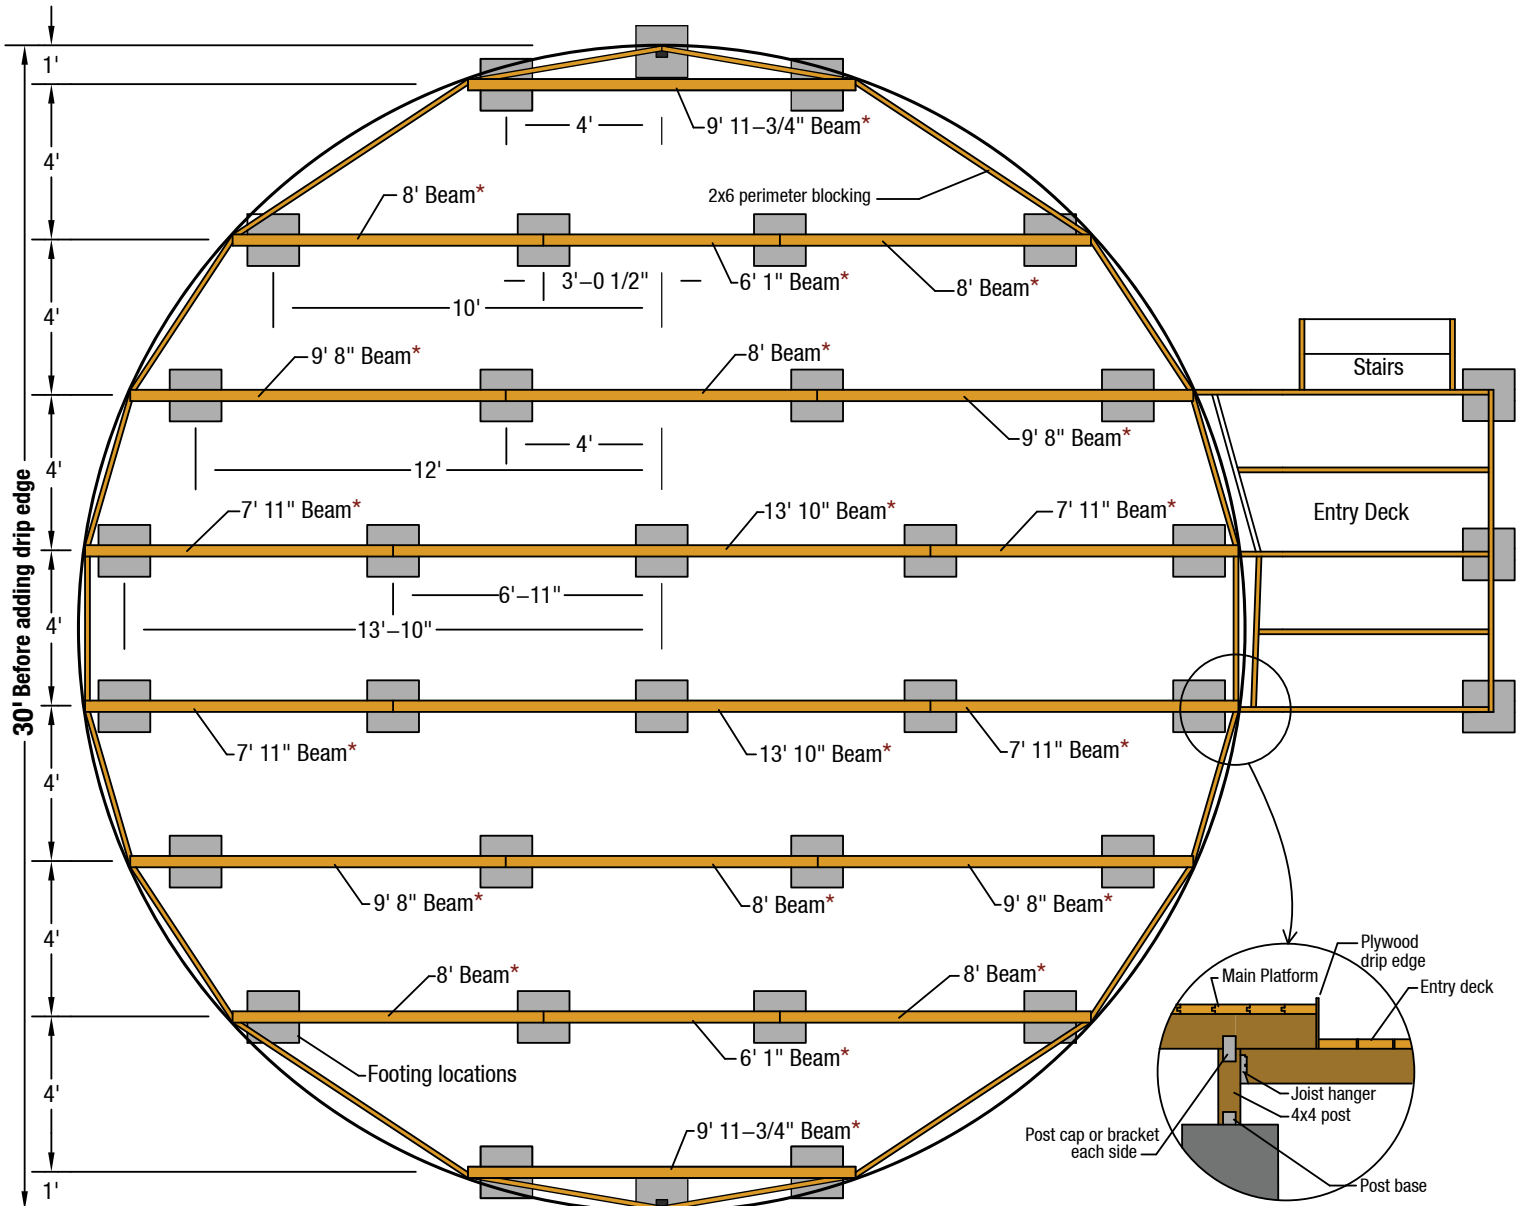 1'
4'
9' 11–3/4" Beam*
4'
8' Beam*
2x6 perimeter blocking
3'–0 1/2"
6' 1" Beam*
8' Beam*
4'
10'
9' 8" Beam*
8' Beam*
Stairs
4'
9' 8" Beam*
4'
12'
30' Before adding drip edge
7' 11" Beam*
13' 10" Beam*
7' 11" Beam*
Entry Deck
6'–11"
4'
13'–10"
7' 11" Beam*
13' 10" Beam*
7' 11" Beam*
4'
9' 8" Beam*
8' Beam*
9' 8" Beam*
4'
8' Beam*
8' Beam*
Plywood
drip edge
Main Platform
Entry deck
6' 1" Beam*
Footing locations
4'
Joist hanger
4x4 post
9' 11–3/4" Beam*
Post cap or bracket
each side
1'
Post base